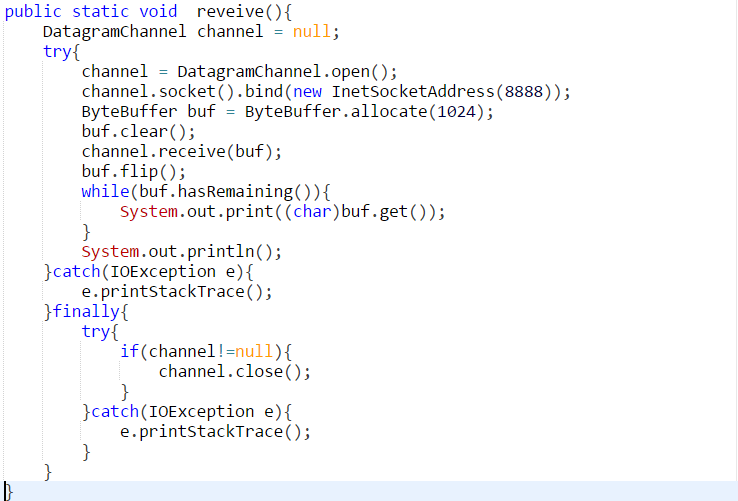 public static void  reveive(){
    DatagramChannel channel = null;
    try{
        channel = DatagramChannel.open();
        channel.socket().bind(new InetSocketAddress(8888));
        ByteBuffer buf = ByteBuffer.allocate(1024);
        buf.clear();
        channel.receive(buf);
        buf.flip();
        while(buf.hasRemaining()){
            System.out.print((char)buf.get());
        }
        System.out.println();
    }catch(IOException e){
        e.printStackTrace();
    }finally{
        try{
            if(channel!=null){
                channel.close();
            }
        }catch(IOException e){
            e.printStackTrace();
        }
    }
}